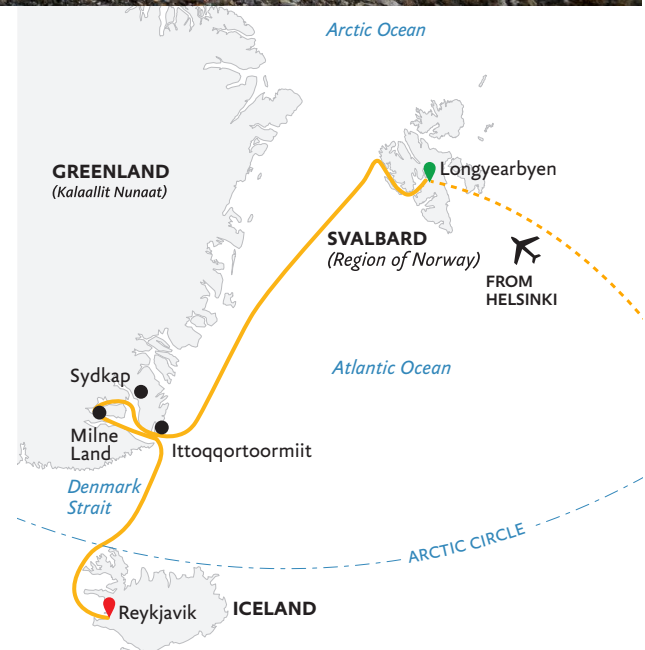 Arctic Ocean
GREENLAND
(Kalaallit Nunaat)
Longyearbyen
SVALBARD
(Region of Norway)
FROM
HELSINKI
Atlantic Ocean
Sydkap
Milne
Land
Ittoqqortoormiit
Denmark
Strait
ARCTIC CIRCLE
Reykjavik
ICELAND